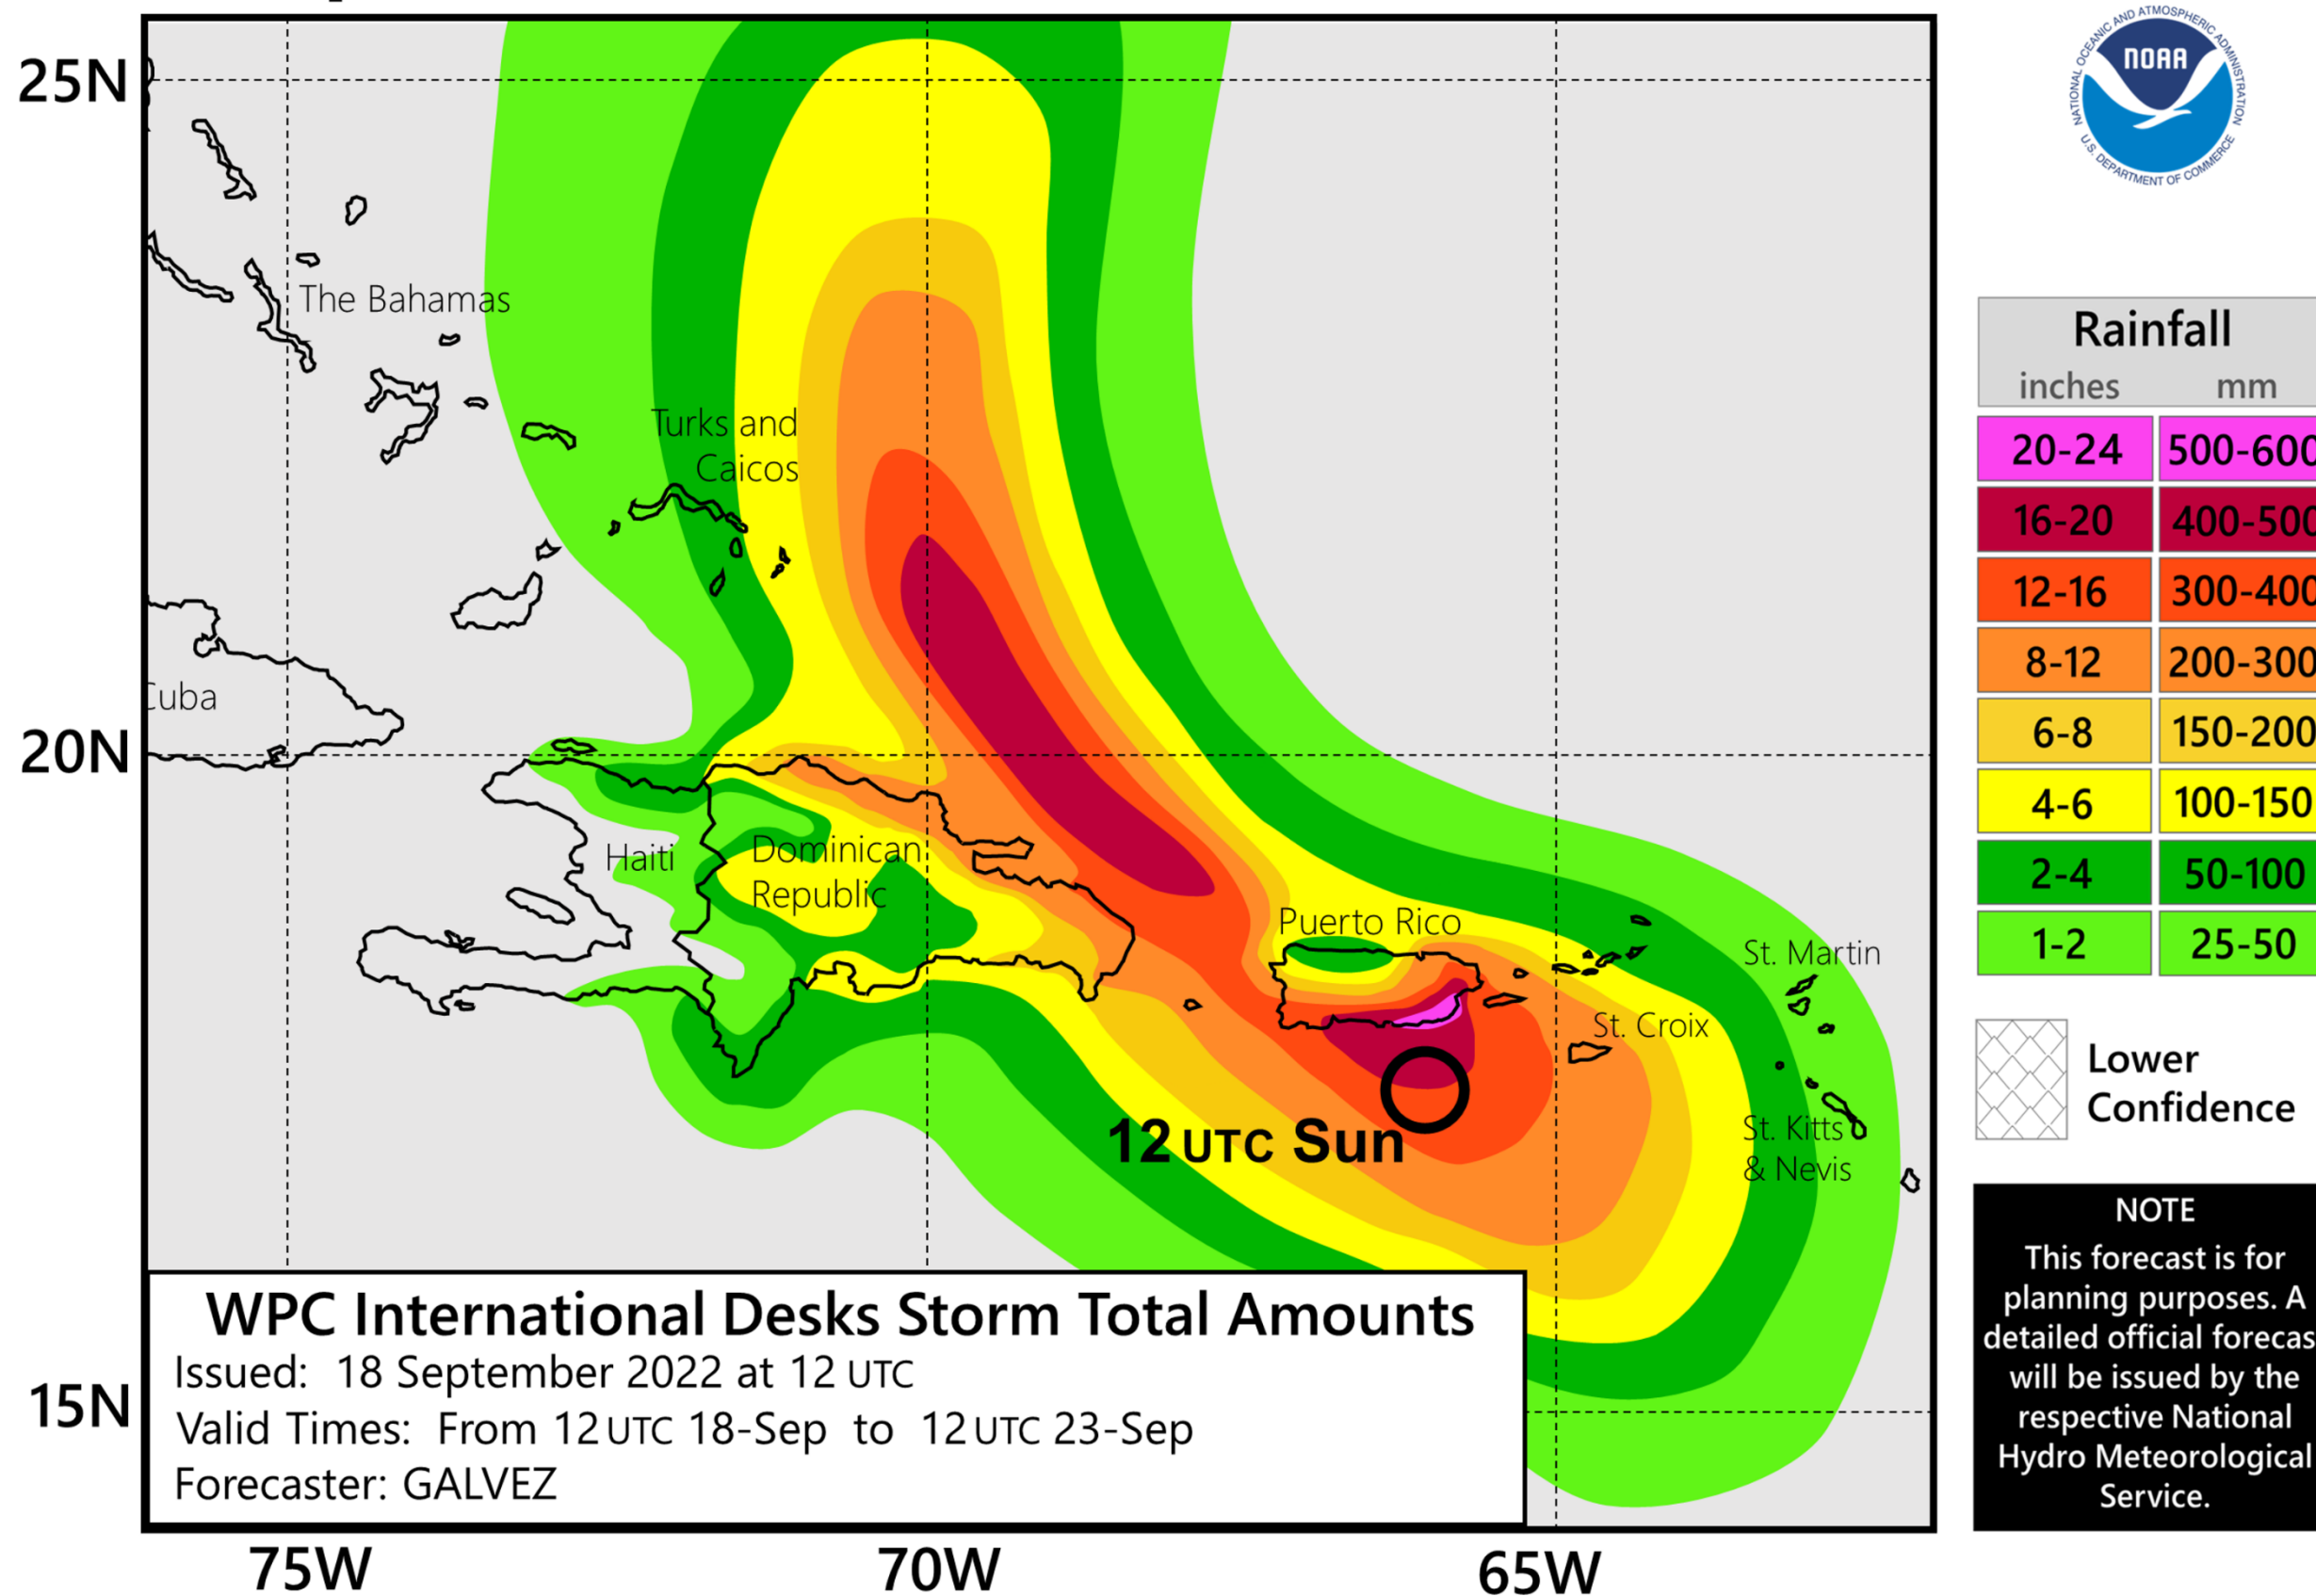 25N
20N
15N
75W
70W
65W
The Bahamas
Turks and
Caicos
Cuba
Haiti
Dominican
Republic
Puerto Rico
St. Martin
St. Croix
St. Kitts
& Nevis
12 UTC Sun
WPC International Desks Storm Total Amounts
Issued: 18 September 2022 at 12 UTC
Valid Times: From 12 UTC 18-Sep to 12 UTC 23-Sep
Forecaster: GALVEZ
NATIONAL OCEANIC AND ATMOSPHERIC ADMINISTRATION
NOAA
U.S. DEPARTMENT OF COMMERCE
Rainfall
inches mm
20-24 500-600
16-20 400-500
12-16 300-400
8-12 200-300
6-8 150-200
4-6 100-150
2-4 50-100
1-2 25-50
Lower
Confidence
NOTE
This forecast is for
planning purposes. A
detailed official forecas
will be issued by the
respective National
Hydro Meteorological
Service.